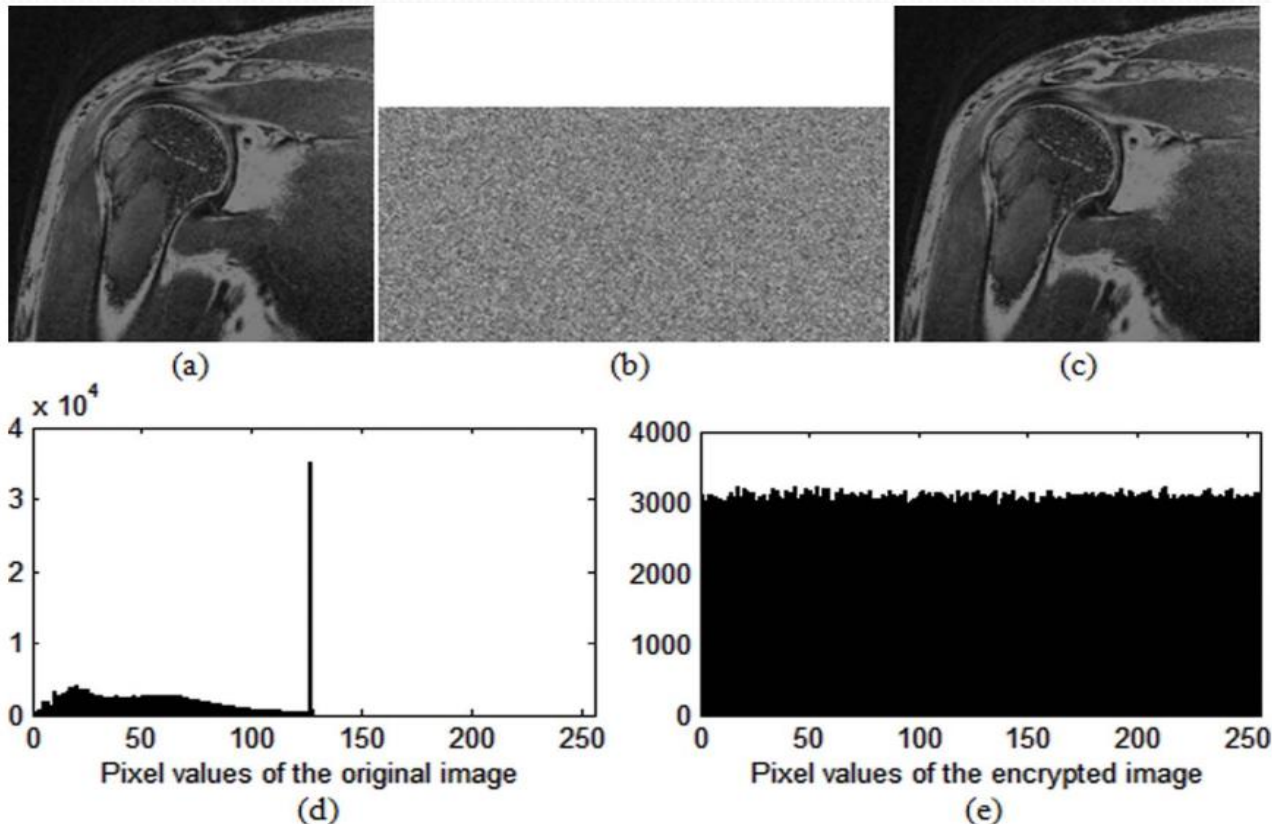 (a)
(b)
(c)
x 10^4
4
3
2
1
0
0 50 100 150 200 250
Pixel values of the original image
(d)
4000
3000
2000
1000
0
0 50 100 150 200 250
Pixel values of the encrypted image
(e)